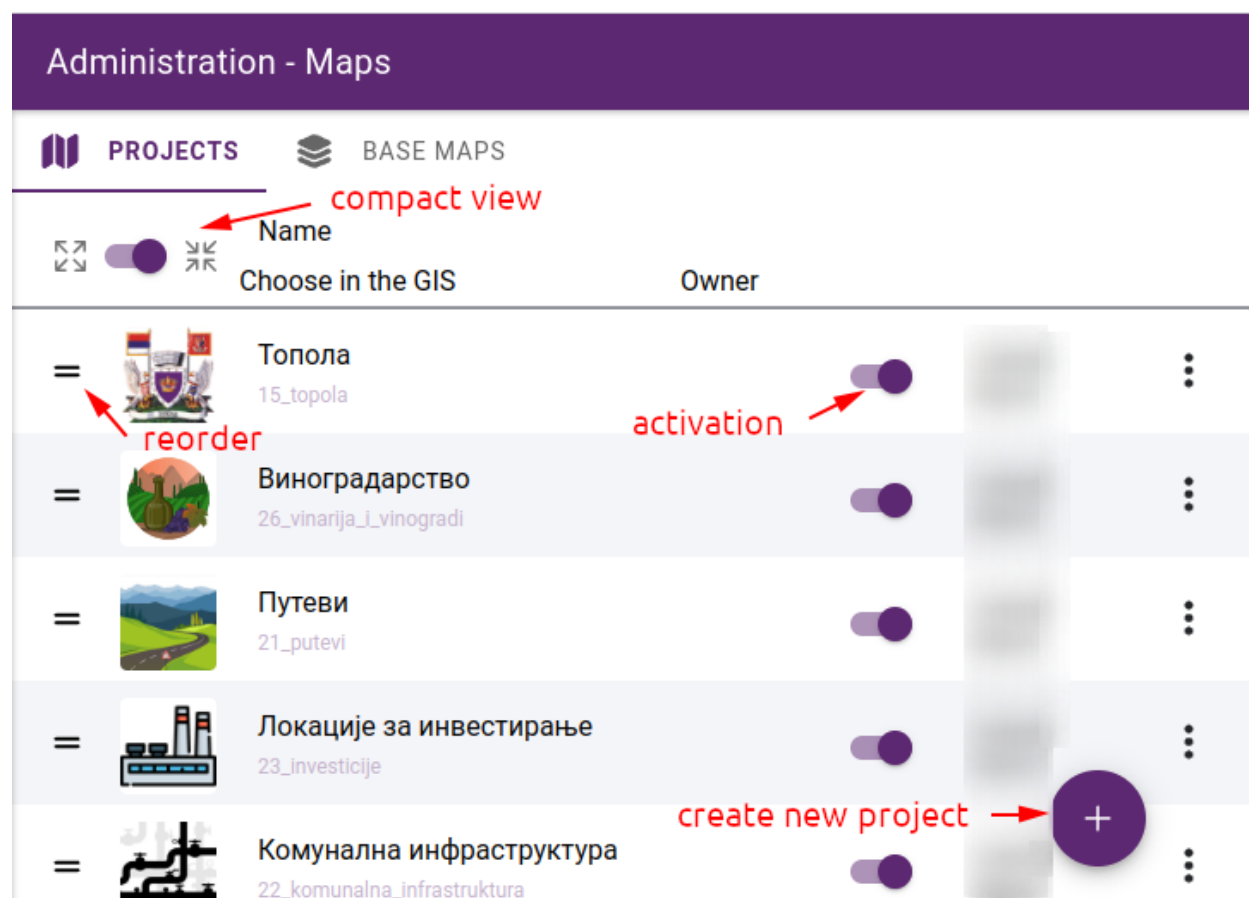 Administration - Maps
PROJECTS BASE MAPS
compact view
Name
Choose in the GIS Owner
Топола
15_topola
activation
reorder
Виноградарство
26_vinarija_i_vinogradi
Путеви
21_putevi
Локације за инвестирање
23_investicije
create new project
Комунална инфраструктура
22_komunalna_infrastruktura